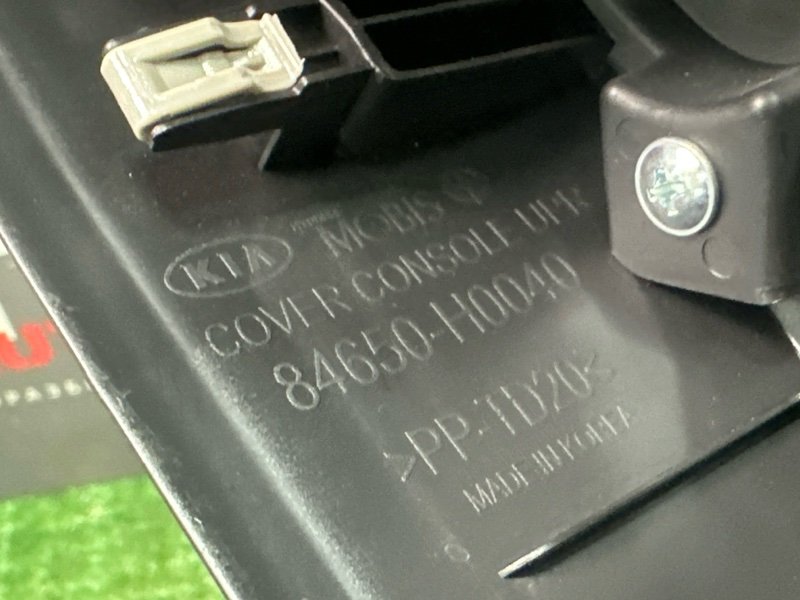 KIA MOBIS
COVER CONSOLE UPR
84650-H0040
>PP-TD20<
MADE IN KOREA